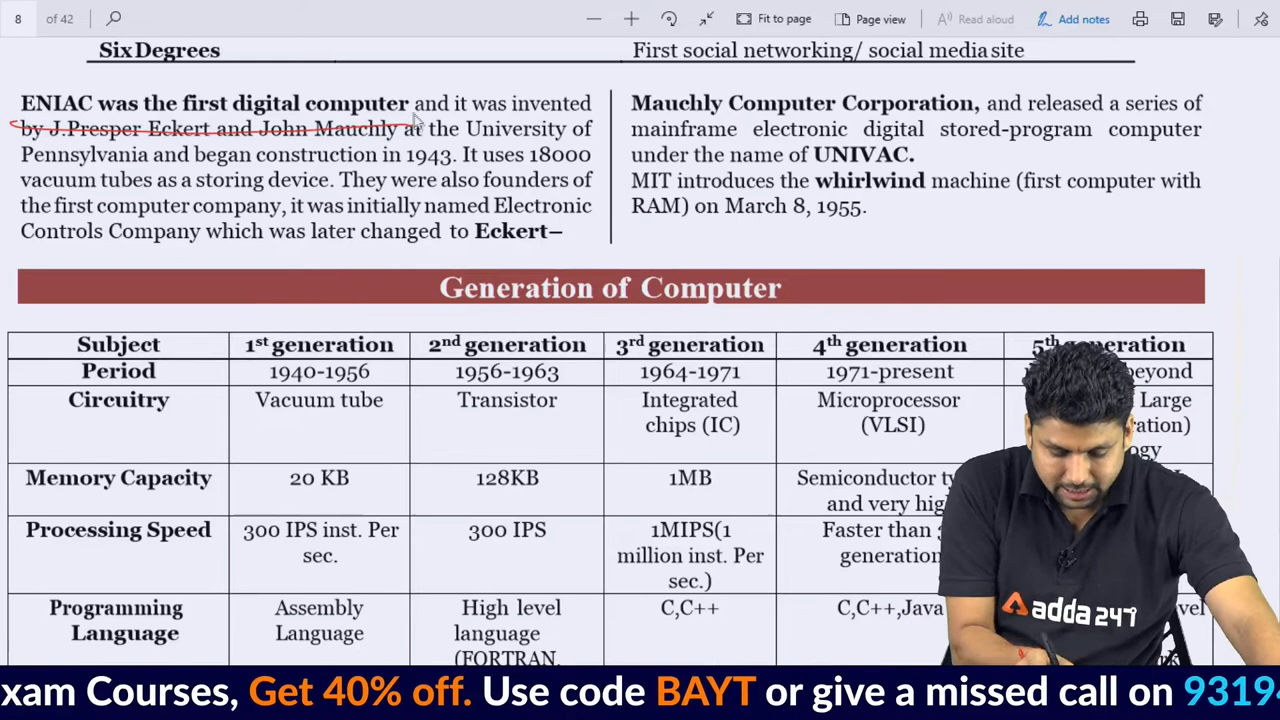 8 of 42
Fit to page
Page view
Read aloud
Add notes
Six Degrees
First social networking/ social media site
ENIAC was the first digital computer and it was invented
by J.Presper Eckert and John Mauchly at the University of
Pennsylvania and began construction in 1943. It uses 18000
vacuum tubes as a storing device. They were also founders of
the first computer company, it was initially named Electronic
Controls Company which was later changed to Eckert–
Mauchly Computer Corporation, and released a series of
mainframe electronic digital stored-program computer
under the name of UNIVAC.
MIT introduces the whirlwind machine (first computer with
RAM) on March 8, 1955.
Generation of Computer
Subject 1st generation 2nd generation 3rd generation 4th generation 5th generation
Period 1940-1956 1956-1963 1964-1971 1971-present beyond
Circuitry Vacuum tube Transistor Integrated
chips (IC) Microprocessor
(VLSI) Large
Memory Capacity 20 KB 128KB 1MB Semiconductor
and very
Processing Speed 300 IPS inst. Per
sec. 300 IPS 1MIPS(1
million inst. Per
sec.) Faster than
generation
Programming
Language Assembly
Language High level
language
(FORTRAN, C,C++ C,C++,Java
adda 247
Exam Courses, Get 40% off. Use code BAYT or give a missed call on 9319